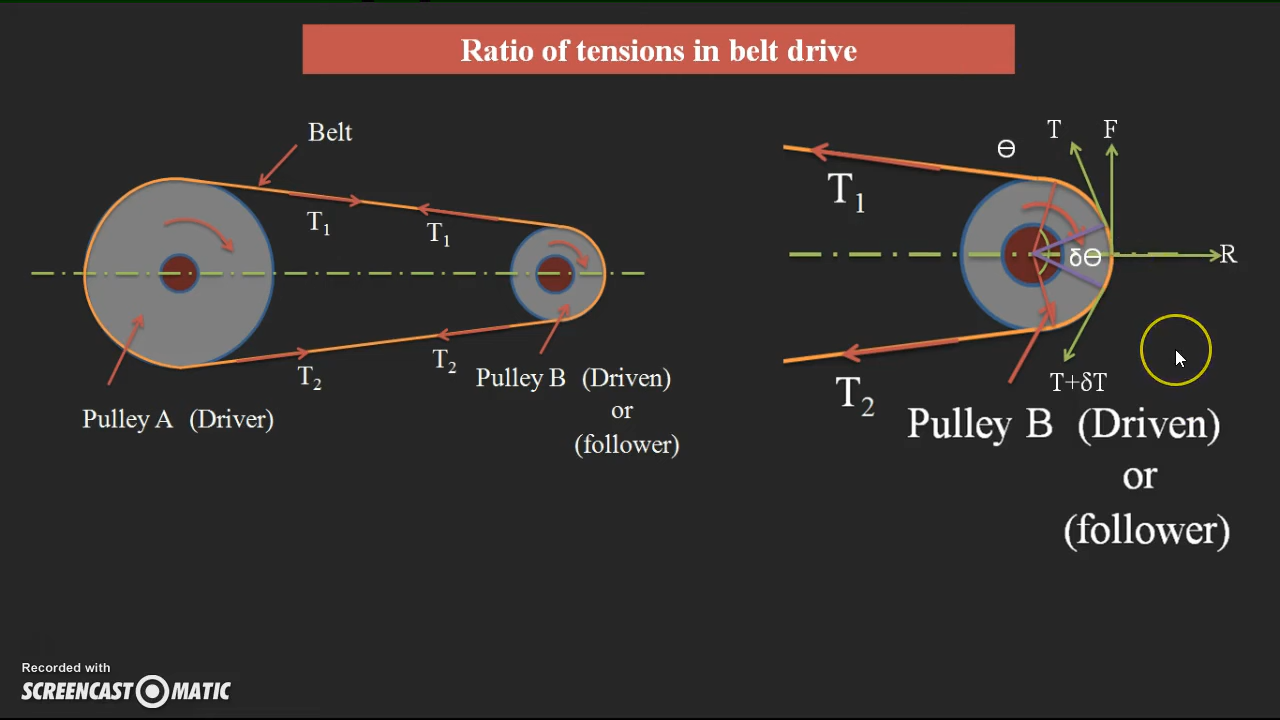 Ratio of tensions in belt drive
Belt
T1
T1
T2
T2
Pulley A (Driver)
Pulley B (Driven)
or
(follower)
T
F
Ɵ
T1
δƟ
R
T+δT
T2
Pulley B (Driven)
or
(follower)
Recorded with
SCREENCAST MATIC